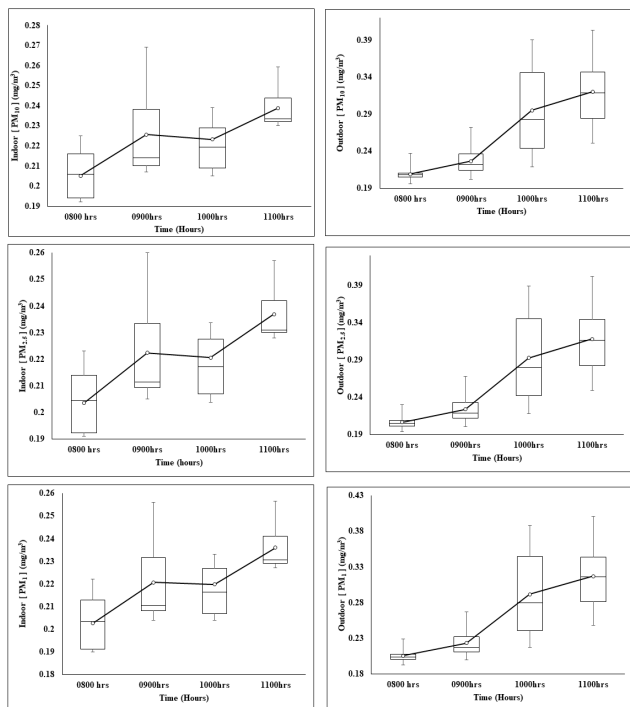 Indoor [ PM10] (mg/m³)
0.28
0.27
0.26
0.25
0.24
0.23
0.22
0.21
0.2
0.19
0800 hrs 0900hrs 1000hrs 1100hrs
Time (Hours)
Outdoor [ PM10] (mg/m³)
0.39
0.34
0.29
0.24
0.19
0800 hrs 0900hrs 1000hrs 1100hrs
Time (Hours)
Indoor [ PM2.5] (mg/m³)
0.26
0.25
0.24
0.23
0.22
0.21
0.2
0.19
0800 hrs 0900hrs 1000hrs 1100hrs
Time (hours)
Outdoor [ PM2.5] (mg/m³)
0.39
0.34
0.29
0.24
0.19
0800 hrs 0900hrs 1000hrs 1100hrs
Time (Hours)
Indoor [ PM1] (mg/m³)
0.26
0.25
0.24
0.23
0.22
0.21
0.2
0.19
0.18
0800 hrs 0900hrs 1000hrs 1100hrs
Time (Hours)
Outdoor [ PM1] (mg/m³)
0.43
0.38
0.33
0.28
0.23
0.18
0800 hrs 0900hrs 1000hrs 1100hrs
Time (Hours)